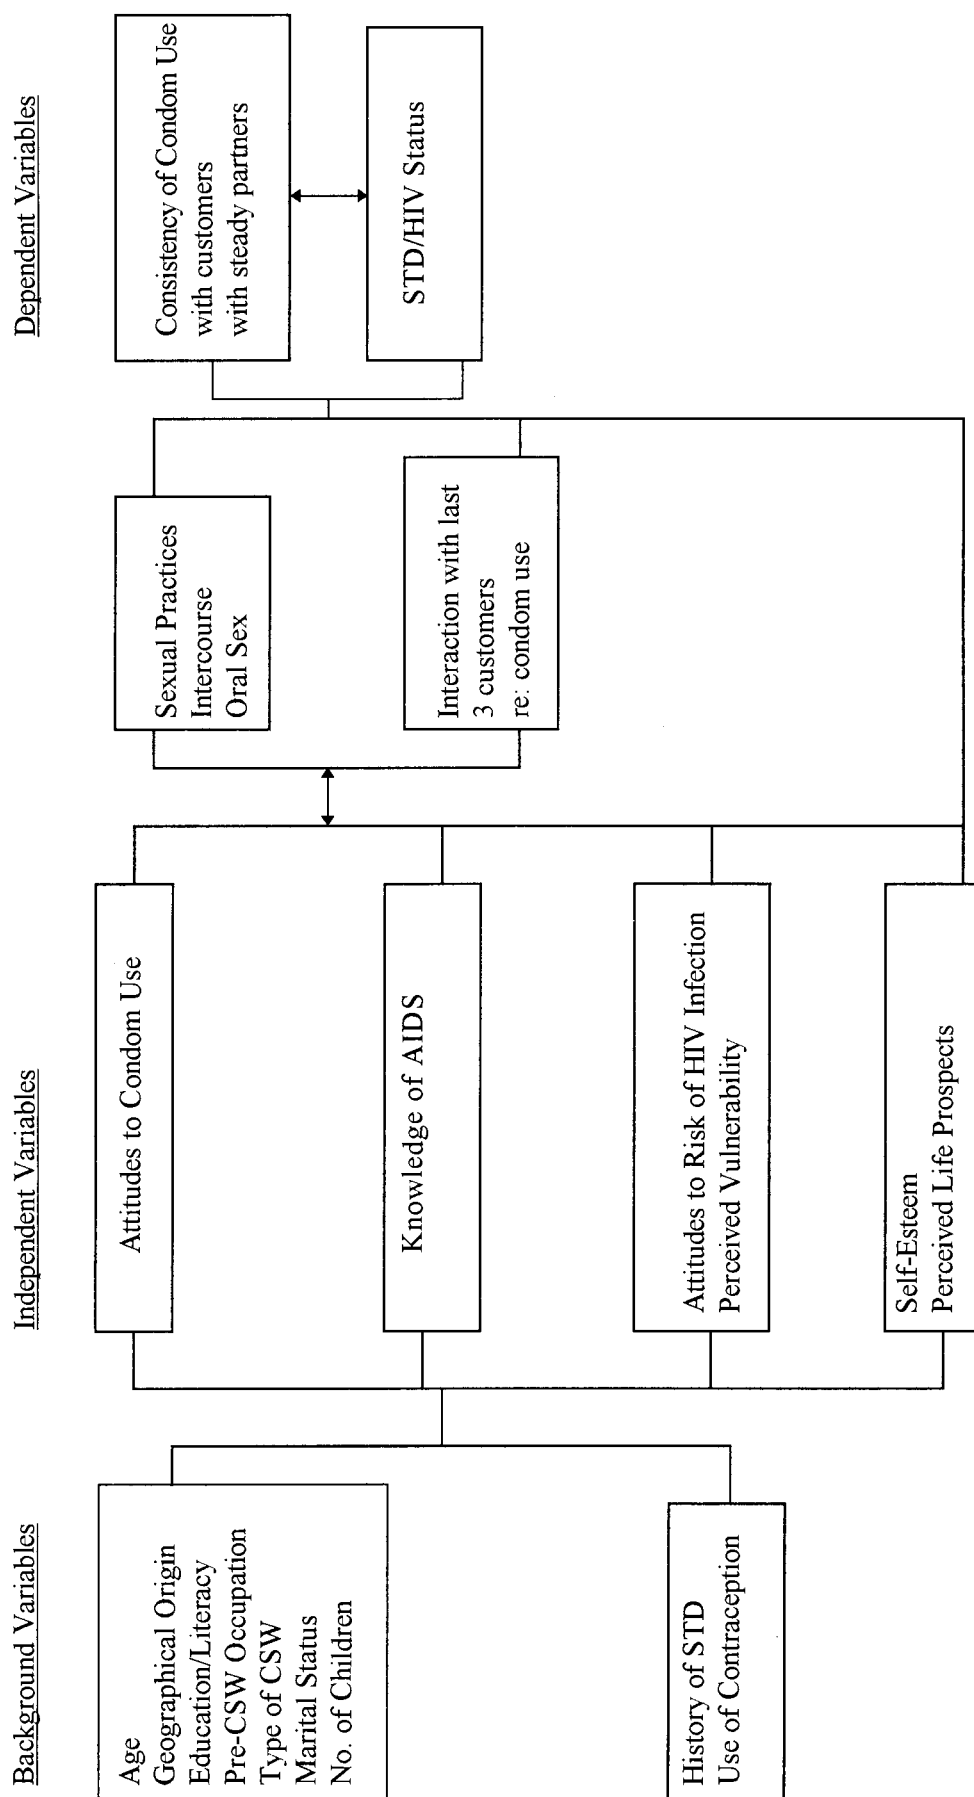 Background Variables
Age
Geographical Origin
Education/Literacy
Pre-CSW Occupation
Type of CSW
Marital Status
No. of Children
History of STD
Use of Contraception
Independent Variables
Attitudes to Condom Use
Knowledge of AIDS
Attitudes to Risk of HIV Infection
Perceived Vulnerability
Self-Esteem
Perceived Life Prospects
Sexual Practices
Intercourse
Oral Sex
Interaction with last
3 customers
re: condom use
Dependent Variables
Consistency of Condom Use
with customers
with steady partners
STD/HIV Status